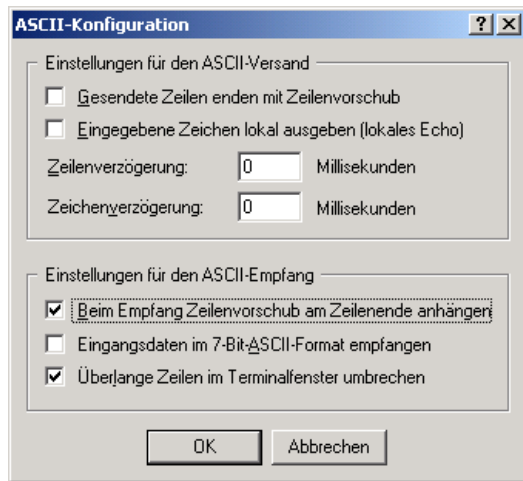 ASCII-Konfiguration
Einstellungen für den ASCII-Versand
Gesendete Zeilen enden mit Zeilenvorschub
Eingegebene Zeichen lokal ausgeben (lokales Echo)
Zeilenverzögerung: 0 Millisekunden
Zeichenverzögerung: 0 Millisekunden
Einstellungen für den ASCII-Empfang
Beim Empfang Zeilenvorschub am Zeilenende anhängen
Eingangsdaten im 7-Bit-ASCII-Format empfangen
Überlange Zeilen im Terminalfenster umbrechen
OK Abbrechen